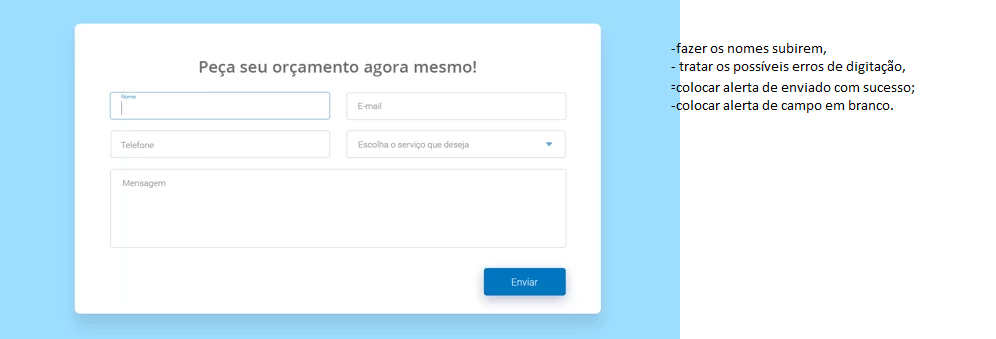 Peça seu orçamento agora mesmo!
Nome
E-mail
Telefone
Escolha o serviço que deseja
Mensagem
Enviar
-fazer os nomes subirem,
- tratar os possíveis erros de digitação,
=colocar alerta de enviado com sucesso;
-colocar alerta de campo em branco.